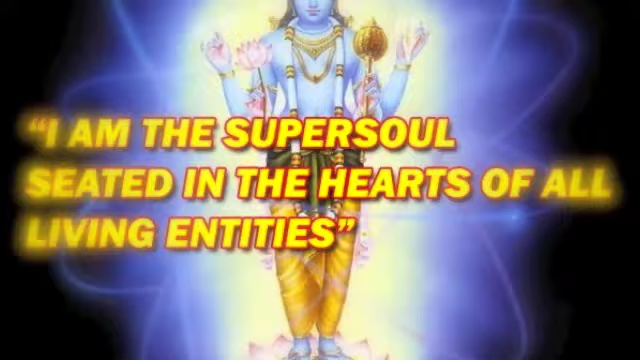 “I AM THE SUPERSOUL
SEATED IN THE HEARTS OF ALL
LIVING ENTITIES”